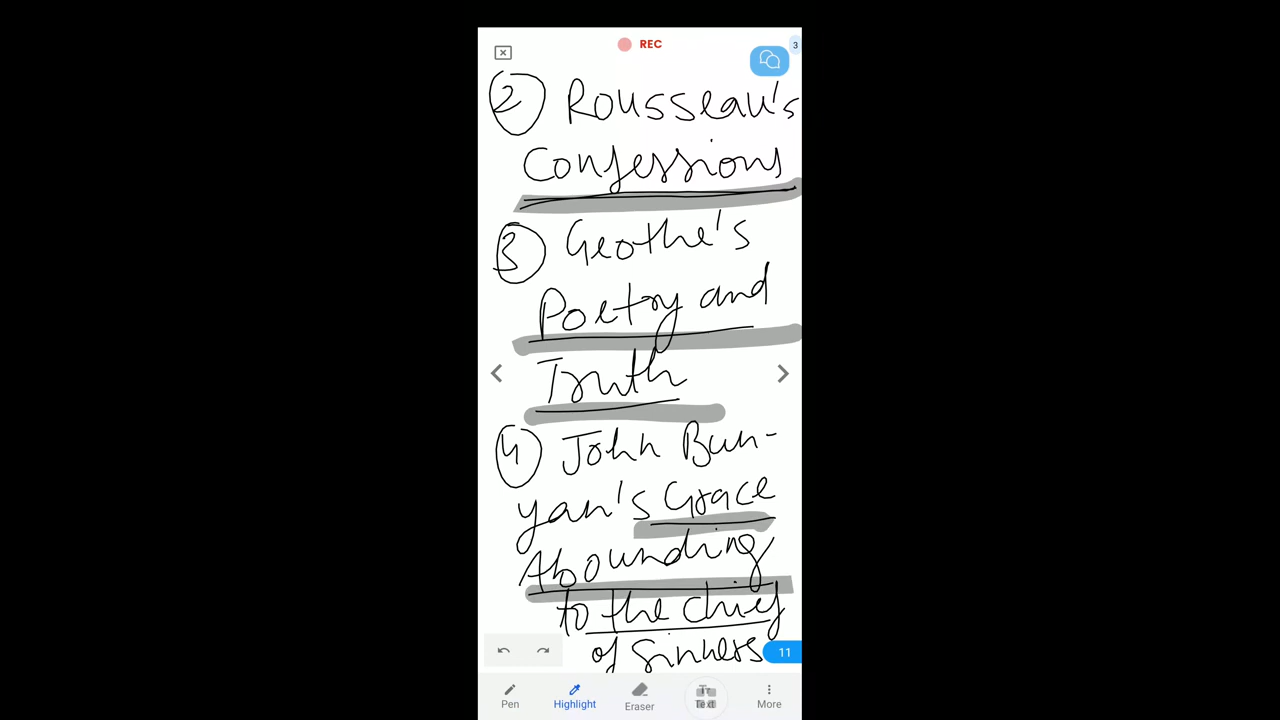 REC
3
2 Rousseau's
Confessions
3 Geothe's
Poetry and
Truth
4 John Bun-
yan's Grace
Abounding
to the chief
of Sinners
11
Pen
Highlight
Eraser
Text
More